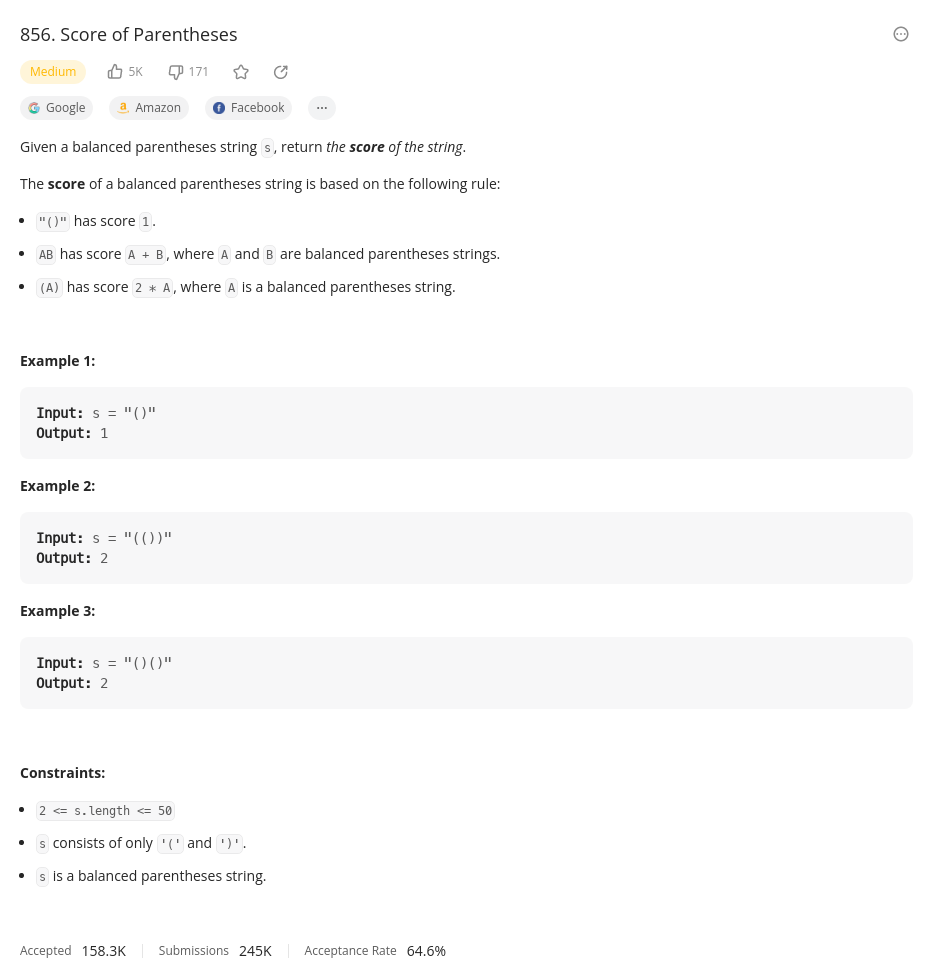 856. Score of Parentheses
Medium 5K 171
Google Amazon Facebook ...
Given a balanced parentheses string s, return the score of the string.
The score of a balanced parentheses string is based on the following rule:
• "()" has score 1.
• AB has score A + B, where A and B are balanced parentheses strings.
• (A) has score 2 * A, where A is a balanced parentheses string.
Example 1:
Input: s = "()"
Output: 1
Example 2:
Input: s = "(())"
Output: 2
Example 3:
Input: s = "()()"
Output: 2
Constraints:
• 2 <= s.length <= 50
• s consists of only '(' and ')'.
• s is a balanced parentheses string.
Accepted 158.3K Submissions 245K Acceptance Rate 64.6%